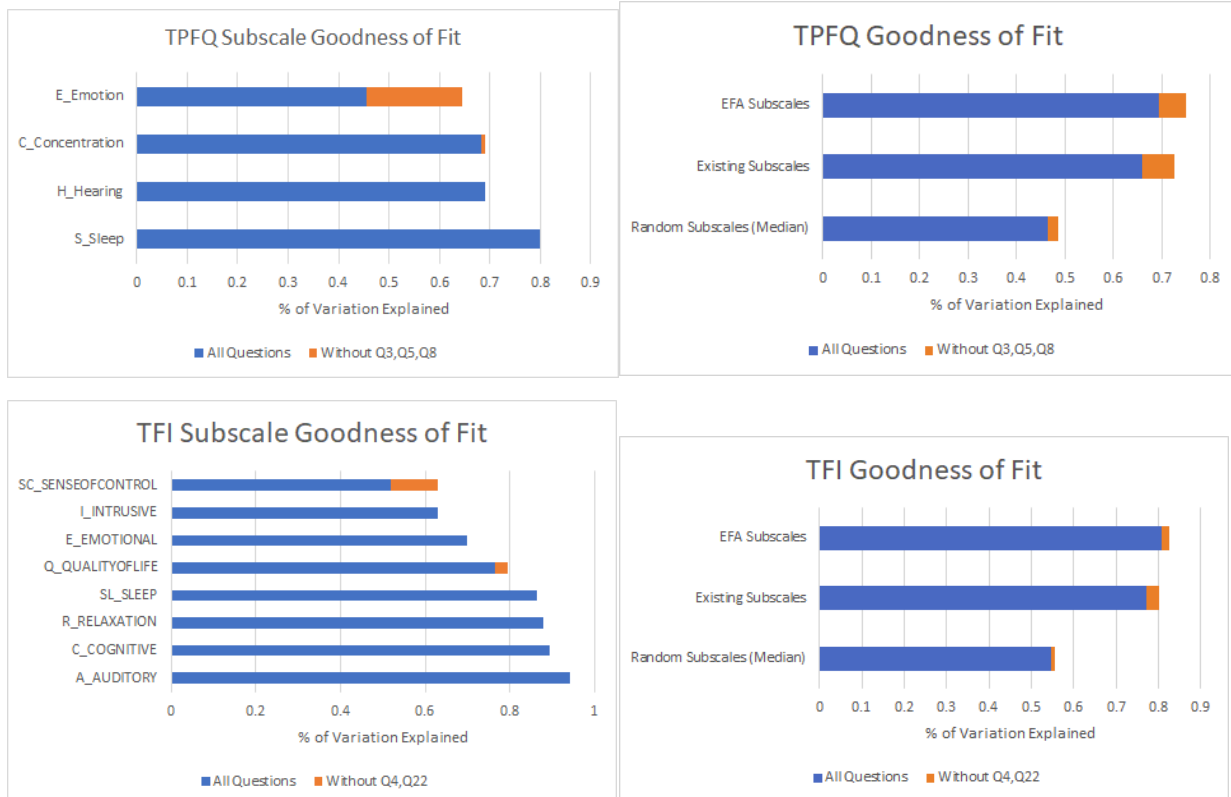 TPFQ Subscale Goodness of Fit
E_Emotion
C_Concentration
H_Hearing
S_Sleep
0 0.1 0.2 0.3 0.4 0.5 0.6 0.7 0.8 0.9
% of Variation Explained
All Questions Without Q3,Q5,Q8
TPFQ Goodness of Fit
EFA Subscales
Existing Subscales
Random Subscales (Median)
0 0.1 0.2 0.3 0.4 0.5 0.6 0.7 0.8
% of Variation Explained
All Questions Without Q3,Q5,Q8
TFI Subscale Goodness of Fit
SC_SENSEOFCONTROL
I_INTRUSIVE
E_EMOTIONAL
Q_QUALITYOFLIFE
SL_SLEEP
R_RELAXATION
C_COGNITIVE
A_AUDITORY
0 0.2 0.4 0.6 0.8 1
% of Variation Explained
All Questions Without Q4,Q22
TFI Goodness of Fit
EFA Subscales
Existing Subscales
Random Subscales (Median)
0 0.1 0.2 0.3 0.4 0.5 0.6 0.7 0.8 0.9
% of Variation Explained
All Questions Without Q4,Q22